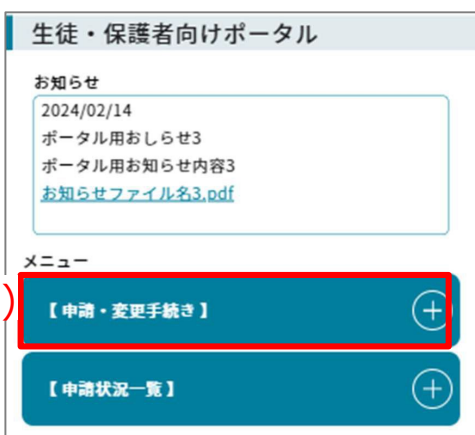 生徒・保護者向けポータル
お知らせ
2024/02/14
ポータル用おしらせ3
ポータル用お知らせ内容3
お知らせファイル名3.pdf
メニュー
)
【 申請・変更手続き 】
【 申請状況一覧 】